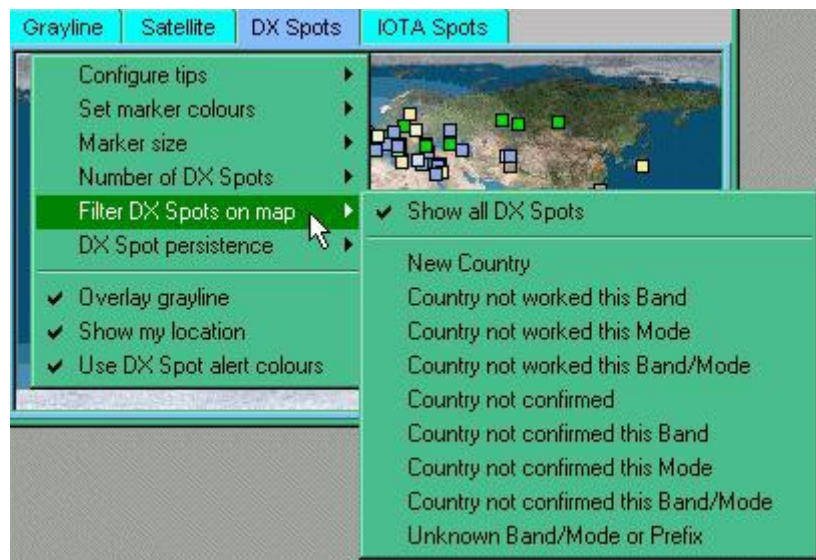 Grayline
Satellite
DX Spots
IOTA Spots
Configure tips
Set marker colours
Marker size
Number of DX Spots
Filter DX Spots on map
DX Spot persistence
Overlay grayline
Show my location
Use DX Spot alert colours
Show all DX Spots
New Country
Country not worked this Band
Country not worked this Mode
Country not worked this Band/Mode
Country not confirmed
Country not confirmed this Band
Country not confirmed this Mode
Country not confirmed this Band/Mode
Unknown Band/Mode or Prefix